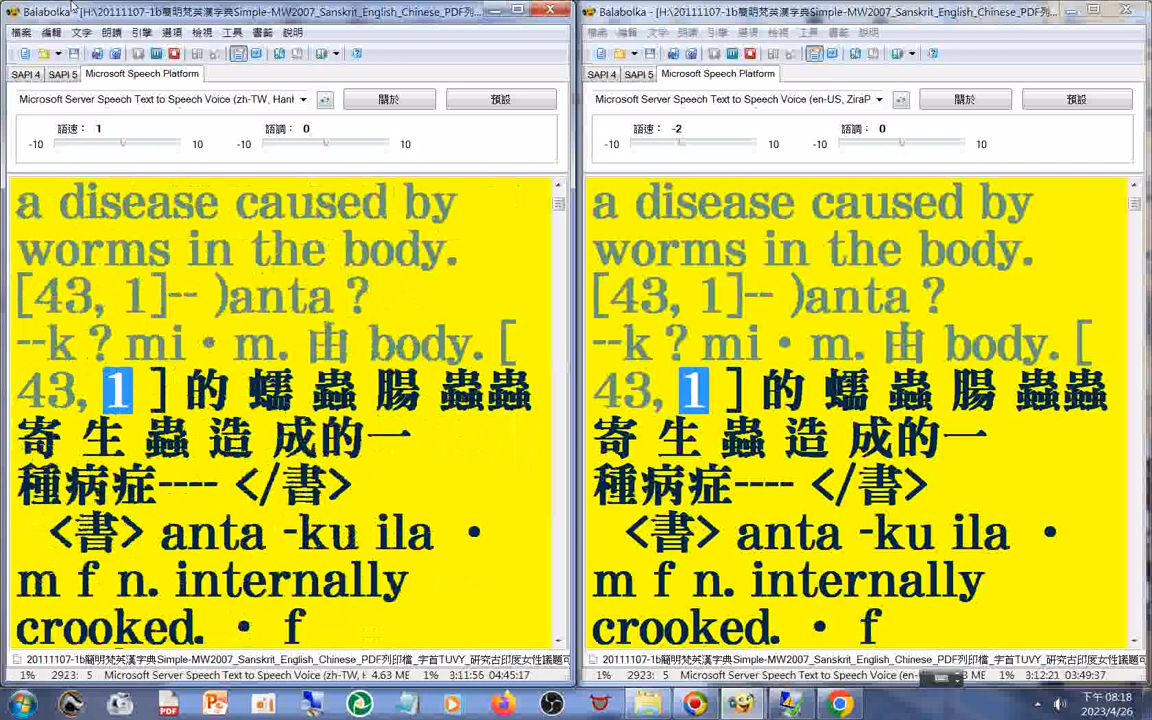 Balabolka - [H:\20111107-1b簡明梵英漢字典Simple-MW2007_Sanskrit_English_Chinese_PDF列...
檔案 編輯 文字 朗讀 引擎 選項 檢視 工具 書籤 說明
SAPI 4 SAPI 5 Microsoft Speech Platform
Microsoft Server Speech Text to Speech Voice (zh-TW, Hanl
關於
預設
語速: 1 語調: 0
-10 10 -10 10
a disease caused by
worms in the body.
[43, 1]-- )anta ?
--k ? mi • m. 由 body. [
43, 1 ] 的 蠕 蟲 腸 蟲蟲
寄 生 蟲 造 成的一
種病症---- </書>
<書> anta -ku ila •
m f n. internally
crooked. • f
20111107-1b簡明梵英漢字典Simple-MW2007_Sanskrit_English_Chinese_PDF列印檔_字首TUVY_研究古印度女性議題可
1% 2923: 5 Microsoft Server Speech Text to Speech Voice (zh-TW, H 4.63 ME 1% 3:11:56 04:45:17
Balabolka - [H:\20111107-1b簡明梵英漢字典Simple-MW2007_Sanskrit_English_Chinese_PDF列印...
檔案 編輯 文字 朗讀 引擎 選項 檢視 工具 書籤 說明
SAPI 4 SAPI 5 Microsoft Speech Platform
Microsoft Server Speech Text to Speech Voice (en-US, ZiraP
關於
預設
語速: -2 語調: 0
-10 10 -10 10
a disease caused by
worms in the body.
[43, 1]-- )anta ?
--k ? mi • m. 由 body. [
43, 1 ] 的 蠕 蟲 腸 蟲蟲
寄 生 蟲 造 成的一
種病症---- </書>
<書> anta -ku ila •
m f n. internally
crooked. • f
20111107-1b簡明梵英漢字典Simple-MW2007_Sanskrit_English_Chinese_PDF列印檔_字首TUVY_研究古印度女性議題可
1% 2923: 5 Microsoft Server Speech Text to Speech Voice (en-U 4.63 ME 1% 3:12:21 03:49:37
下午 08:18
2023/4/26